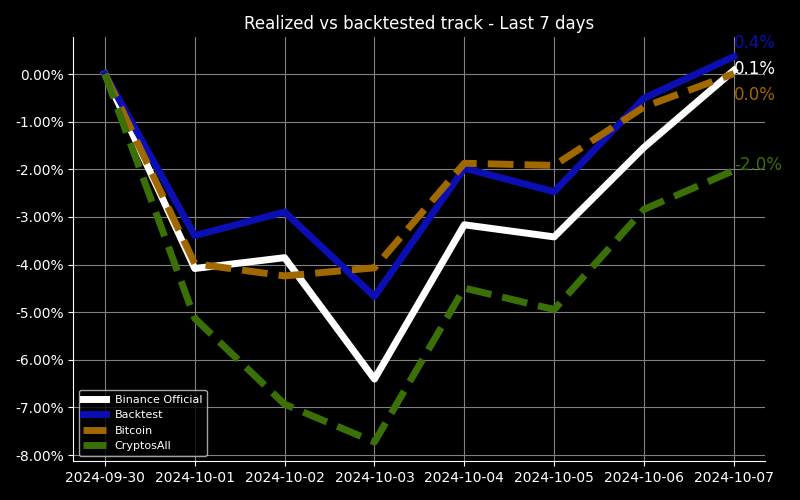 Realized vs backtested track - Last 7 days
0.4%
0.1%
0.0%
-2.0%
0.00%
-1.00%
-2.00%
-3.00%
-4.00%
-5.00%
-6.00%
-7.00%
-8.00%
Binance Official
Backtest
Bitcoin
CryptosAll
2024-09-30 2024-10-01 2024-10-02 2024-10-03 2024-10-04 2024-10-05 2024-10-06 2024-10-07